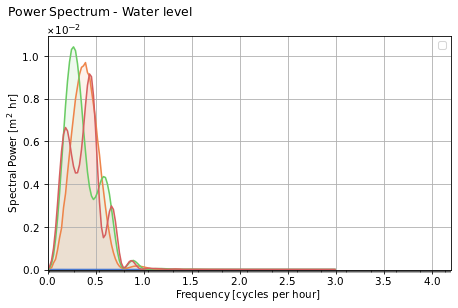 Power Spectrum - Water level
×10⁻²
1.0
0.8
0.6
0.4
0.2
0.0
Spectral Power [m² hr]
0.0 0.5 1.0 1.5 2.0 2.5 3.0 3.5 4.0
Frequency [cycles per hour]